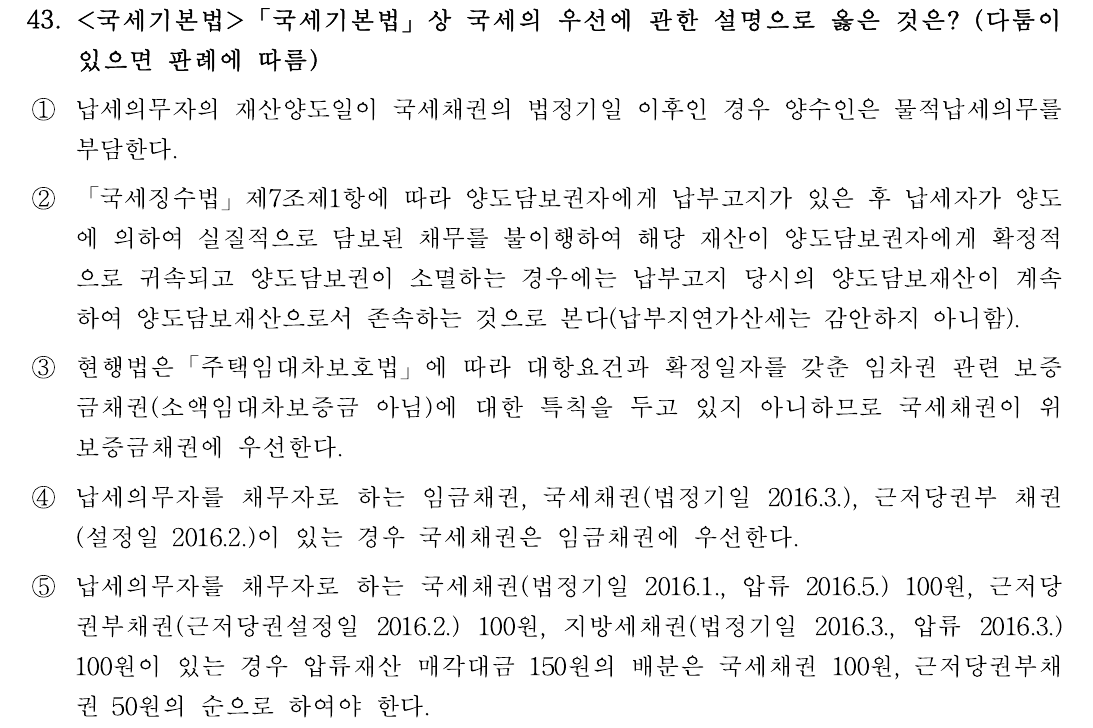 43. <국세기본법>「국세기본법」상 국세의 우선에 관한 설명으로 옳은 것은? (다툼이
있으면 판례에 따름)
① 납세의무자의 재산양도일이 국세채권의 법정기일 이후인 경우 양수인은 물적납세의무를
부담한다.
② 「국세징수법」제7조제1항에 따라 양도담보권자에게 납부고지가 있은 후 납세자가 양도
에 의하여 실질적으로 담보된 채무를 불이행하여 해당 재산이 양도담보권자에게 확정적
으로 귀속되고 양도담보권이 소멸하는 경우에는 납부고지 당시의 양도담보재산이 계속
하여 양도담보재산으로서 존속하는 것으로 본다(납부지연가산세는 감안하지 아니함).
③ 현행법은「주택임대차보호법」에 따라 대항요건과 확정일자를 갖춘 임차권 관련 보증
금채권(소액임대차보증금 아님)에 대한 특칙을 두고 있지 아니하므로 국세채권이 위
보증금채권에 우선한다.
④ 납세의무자를 채무자로 하는 임금채권, 국세채권(법정기일 2016.3.), 근저당권부 채권
(설정일 2016.2.)이 있는 경우 국세채권은 임금채권에 우선한다.
⑤ 납세의무자를 채무자로 하는 국세채권(법정기일 2016.1., 압류 2016.5.) 100원, 근저당
권부채권(근저당권설정일 2016.2.) 100원, 지방세채권(법정기일 2016.3., 압류 2016.3.)
100원이 있는 경우 압류재산 매각대금 150원의 배분은 국세채권 100원, 근저당권부채
권 50원의 순으로 하여야 한다.